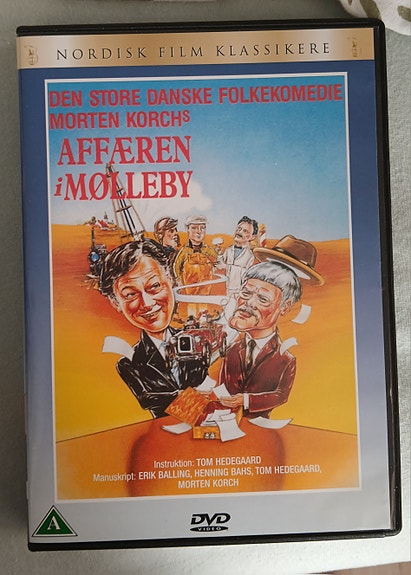 NORDISK FILM KLASSIKERE
DEN STORE DANSKE FOLKEKOMEDIE
MORTEN KORCHS
AFFÆREN
i MØLLEBY
Instruktion: TOM HEDEGAARD
Manuskript: ERIK BALLING, HENNING BAHS, TOM HEDEGAARD,
MORTEN KORCH
A
DVD
VIDEO